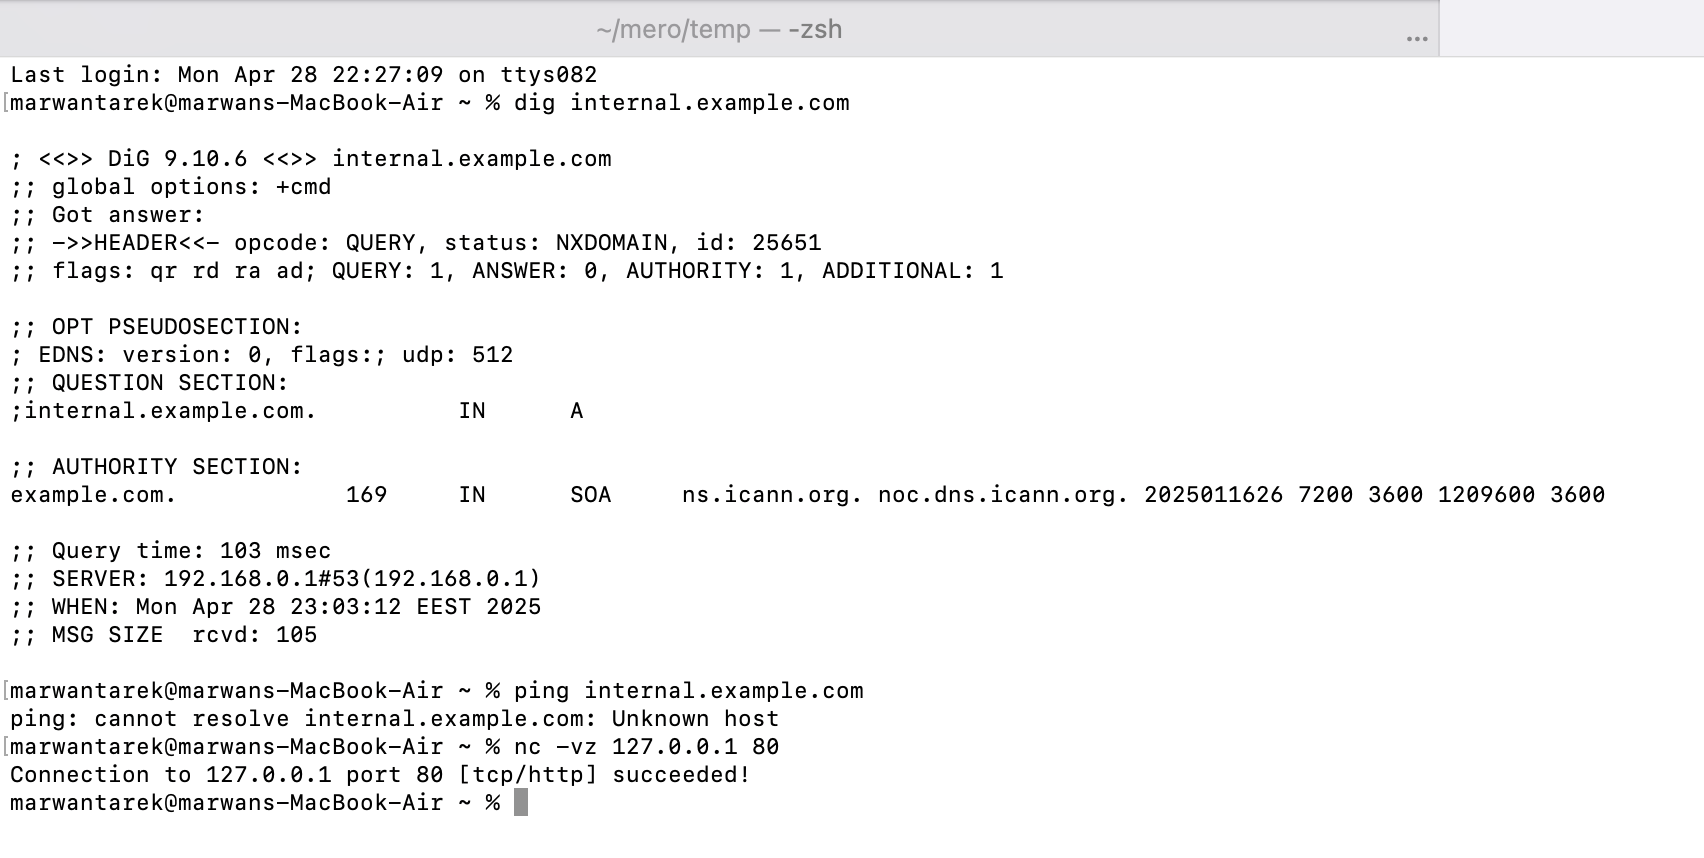 ~/mero/temp — -zsh
...
Last login: Mon Apr 28 22:27:09 on ttys082
[marwantarek@marwans-MacBook-Air ~ % dig internal.example.com
; <<>> DiG 9.10.6 <<>> internal.example.com
;; global options: +cmd
;; Got answer:
;; ->>HEADER<<- opcode: QUERY, status: NXDOMAIN, id: 25651
;; flags: qr rd ra ad; QUERY: 1, ANSWER: 0, AUTHORITY: 1, ADDITIONAL: 1
;; OPT PSEUDOSECTION:
; EDNS: version: 0, flags:; udp: 512
;; QUESTION SECTION:
;internal.example.com. IN A
;; AUTHORITY SECTION:
example.com. 169 IN SOA ns.icann.org. noc.dns.icann.org. 2025011626 7200 3600 1209600 3600
;; Query time: 103 msec
;; SERVER: 192.168.0.1#53(192.168.0.1)
;; WHEN: Mon Apr 28 23:03:12 EEST 2025
;; MSG SIZE  rcvd: 105
[marwantarek@marwans-MacBook-Air ~ % ping internal.example.com
ping: cannot resolve internal.example.com: Unknown host
[marwantarek@marwans-MacBook-Air ~ % nc -vz 127.0.0.1 80
Connection to 127.0.0.1 port 80 [tcp/http] succeeded!
marwantarek@marwans-MacBook-Air ~ %